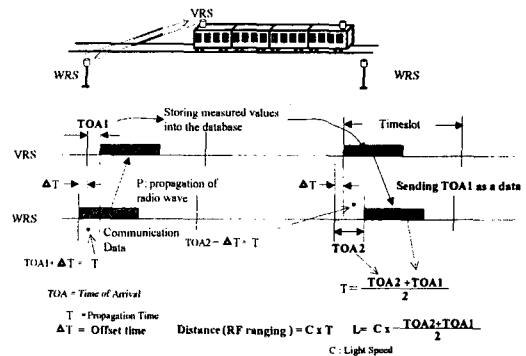 VRS
WRS
WRS
TOA1
Storing measured values
into the database
Timeslot
VRS
ΔT
P: propagation of
radio wave
ΔT
Sending TOA1 as a data
WRS
Communication
Data
TOA2 - ΔT = T
TOA2
TOA1+ ΔT = T
T= TOA2 +TOA1
2
TOA = Time of Arrival
T = Propagation Time
ΔT = Offset time
Distance (RF ranging) = C x T
L= C x TOA2+TOA1
2
C : Light Speed